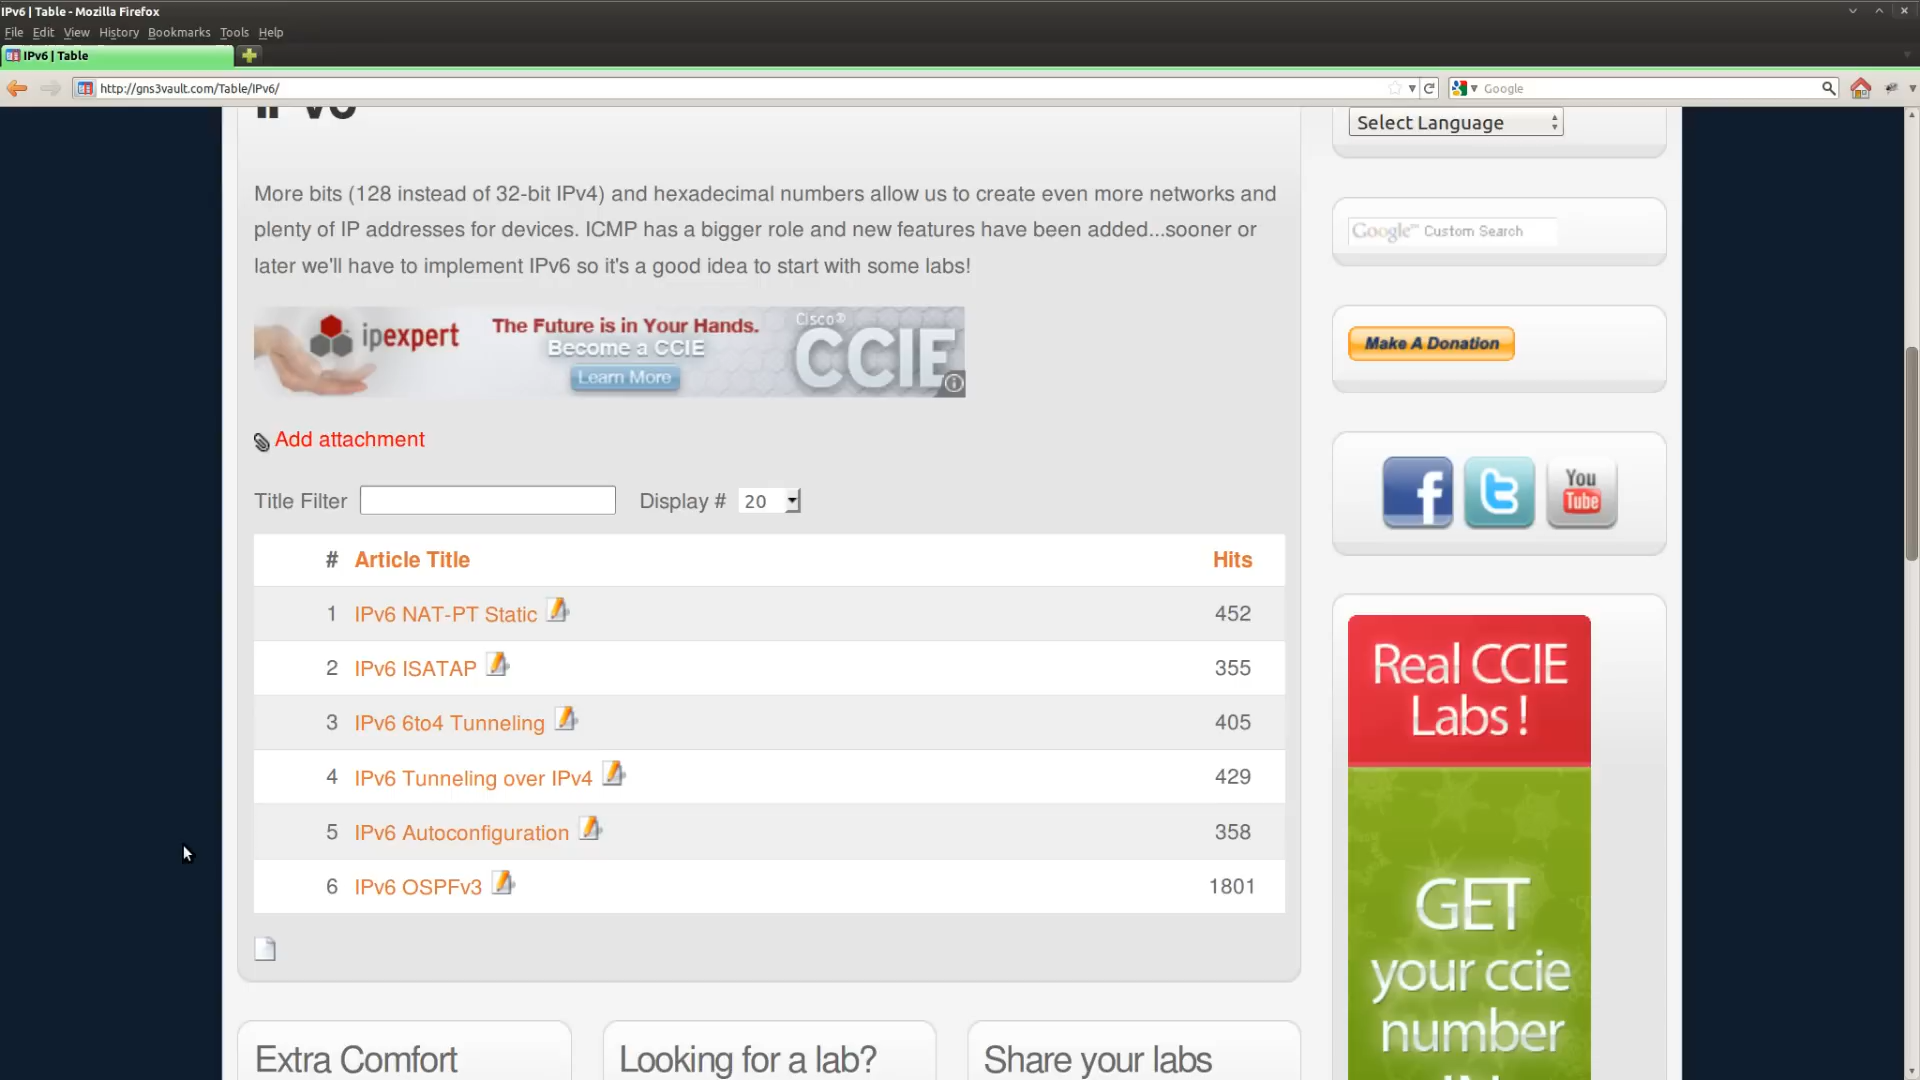 IPv6 | Table - Mozilla Firefox
File Edit View History Bookmarks Tools Help
IPv6 | Table
http://gns3vault.com/Table/IPv6/
Google
IPv6
Select Language
More bits (128 instead of 32-bit IPv4) and hexadecimal numbers allow us to create even more networks and
plenty of IP addresses for devices. ICMP has a bigger role and new features have been added...sooner or
later we'll have to implement IPv6 so it's a good idea to start with some labs!
Google™ Custom Search
ipexpert
The Future is in Your Hands.
Become a CCIE
Learn More
Cisco®
CCIE
Make A Donation
Add attachment
Title Filter Display # 20
You
Tube
# Article Title Hits
1 IPv6 NAT-PT Static 452
2 IPv6 ISATAP 355
3 IPv6 6to4 Tunneling 405
4 IPv6 Tunneling over IPv4 429
5 IPv6 Autoconfiguration 358
6 IPv6 OSPFv3 1801
Real CCIE
Labs !
GET
your ccie
number
Extra Comfort
Looking for a lab?
Share your labs